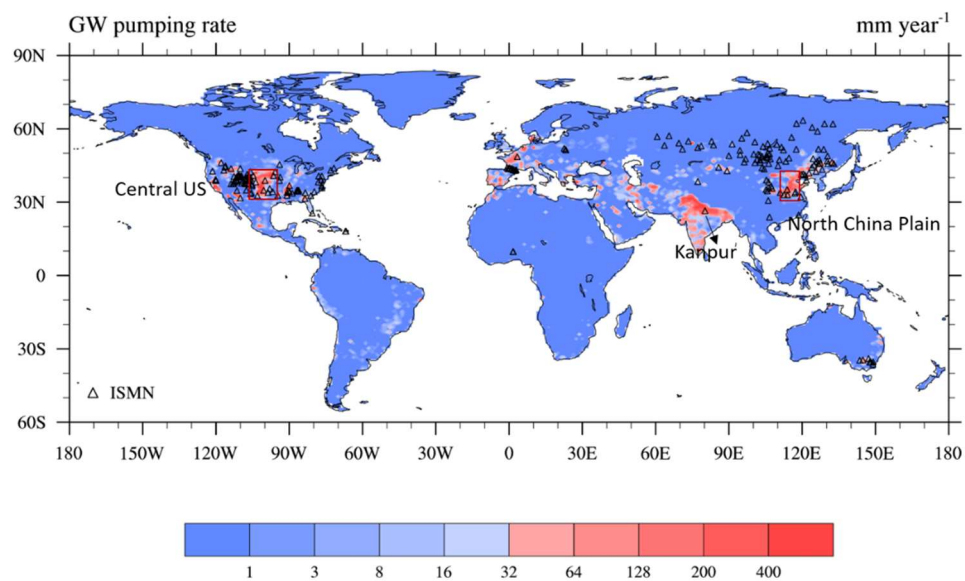 GW pumping rate mm year-1
90N
60N
Central US
30N
North China Plain
Kanpur
0
30S
ISMN
60S
180 150W 120W 90W 60W 30W 0 30E 60E 90E 120E 150E 180
1 3 8 16 32 64 128 200 400